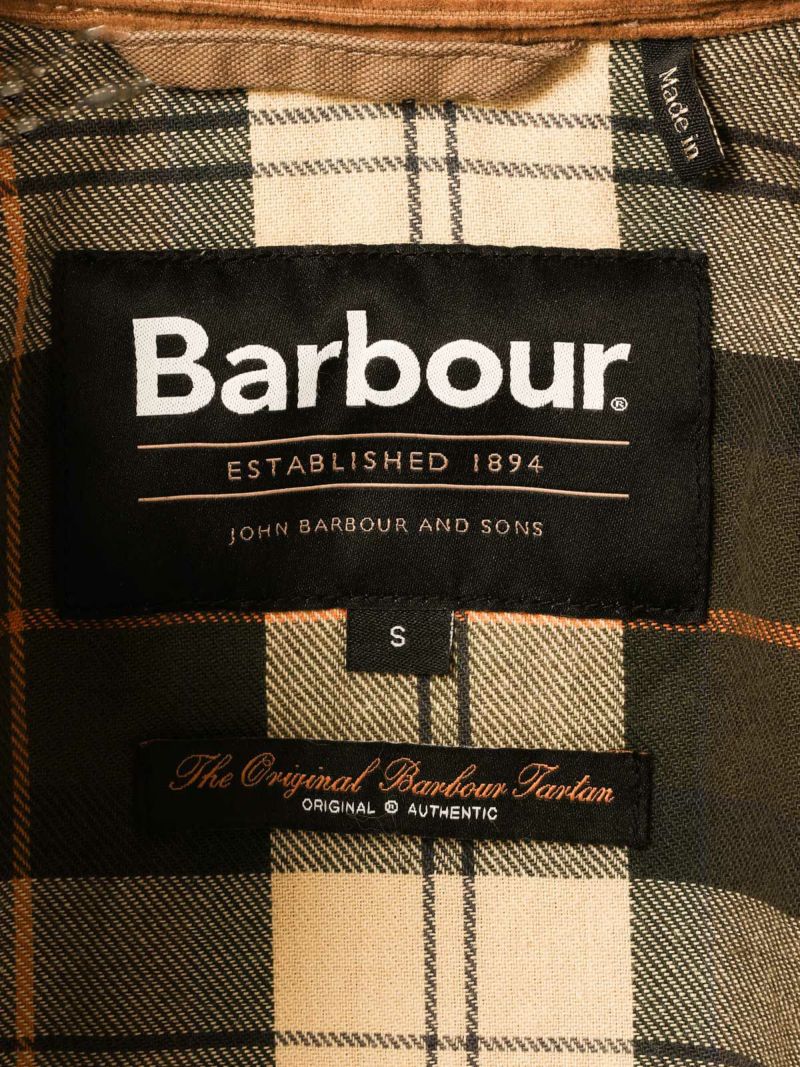 Made in
Barbour®
ESTABLISHED 1894
JOHN BARBOUR AND SONS
S
The Original Barbour Tartan
ORIGINAL ® AUTHENTIC